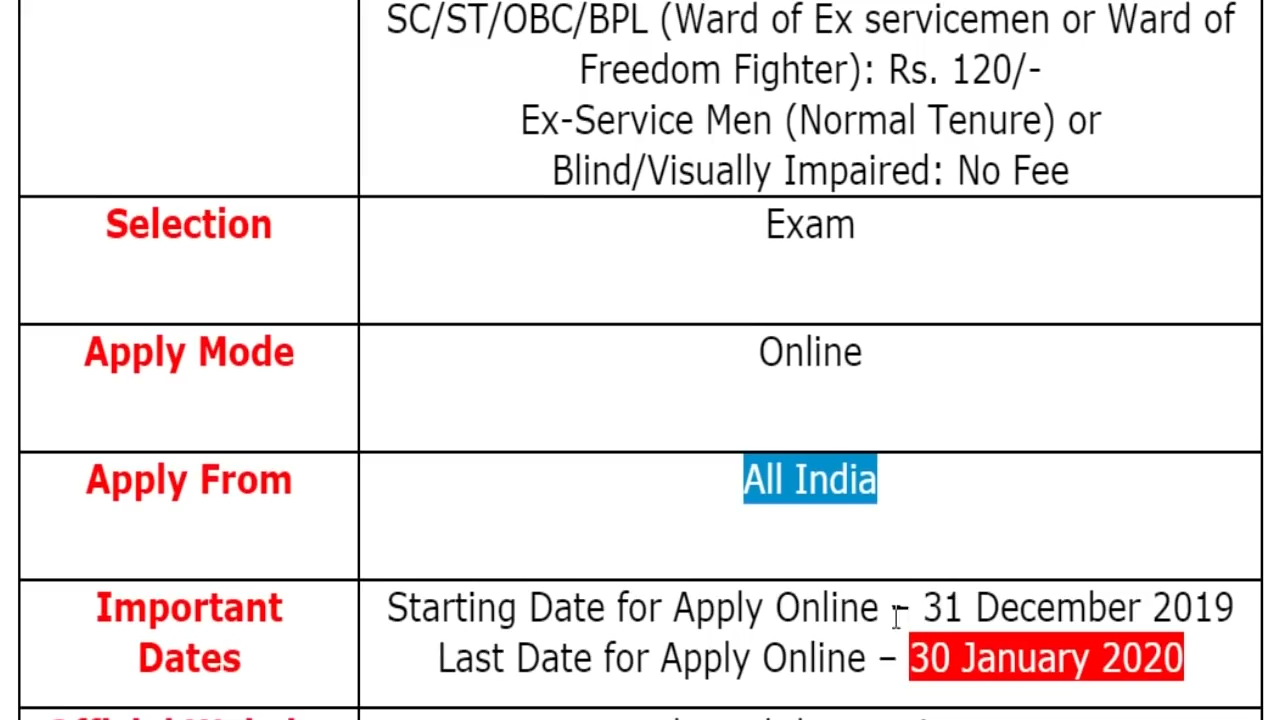 SC/ST/OBC/BPL (Ward of Ex servicemen or Ward of
Freedom Fighter): Rs. 120/-
Ex-Service Men (Normal Tenure) or
Blind/Visually Impaired: No Fee
Selection
Exam
Apply Mode
Online
Apply From
All India
Important
Dates
Starting Date for Apply Online – 31 December 2019
Last Date for Apply Online – 30 January 2020